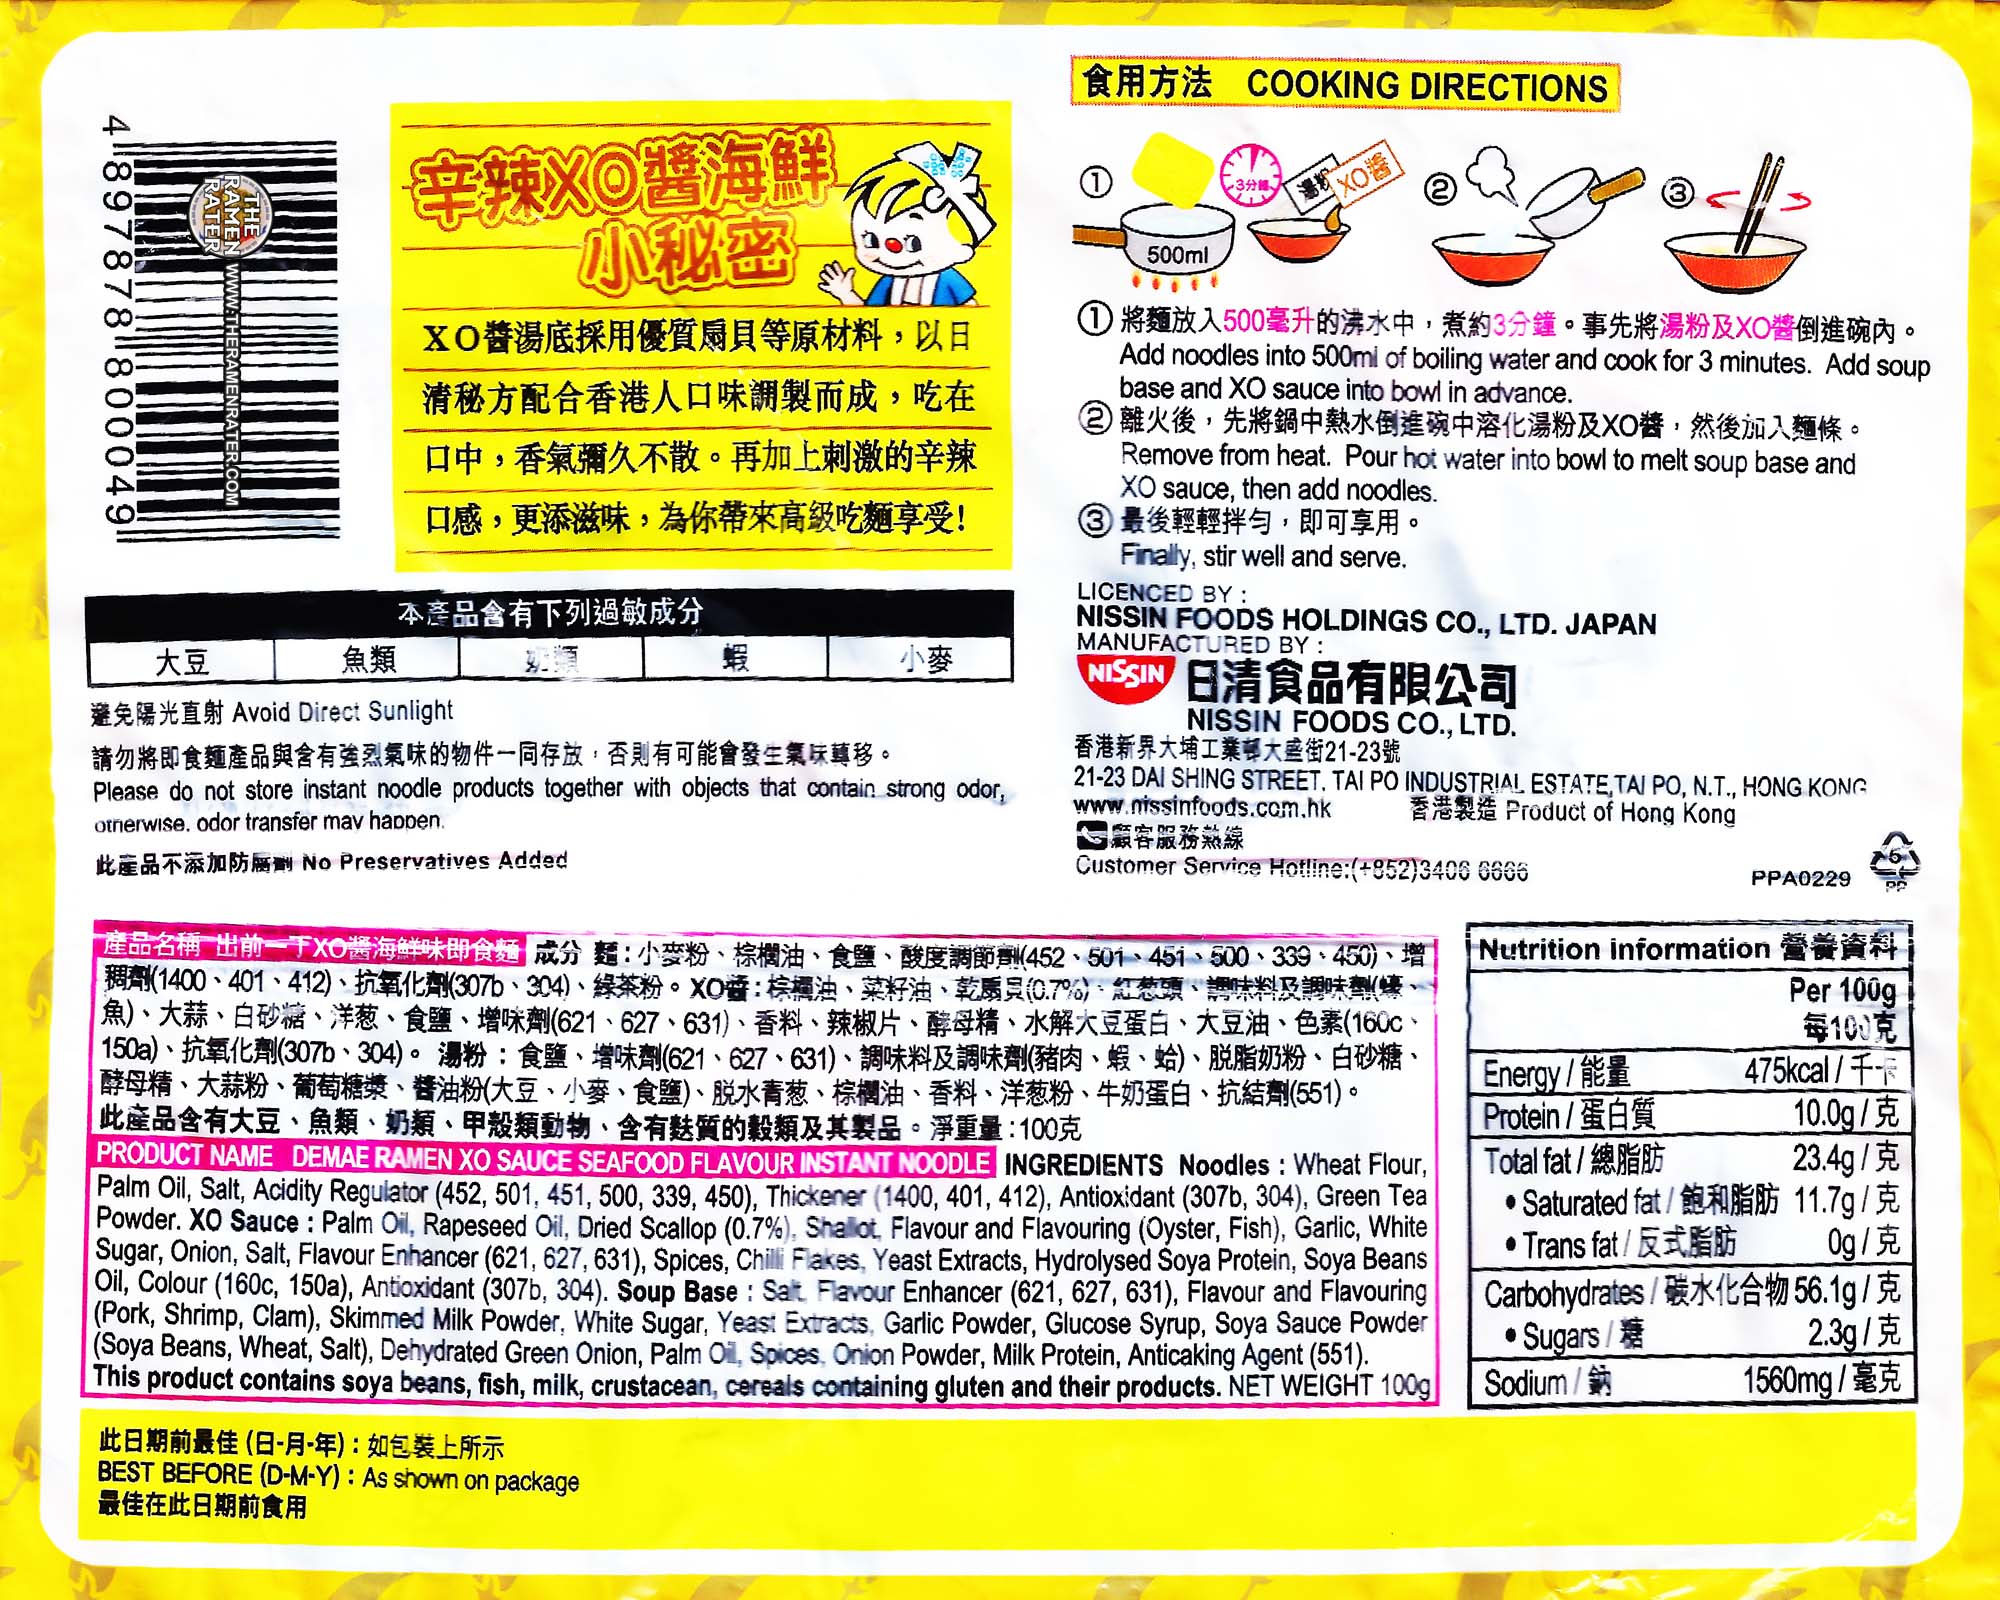 4 897878 800049
THE
RAMEN
RATER
WWW.THERAMENRATER.COM
辛辣XO醬海鮮
小秘密
XO醬湯底採用優質扇貝等原材料，以日
清秘方配合香港人口味調製而成，吃在
口中，香氣彌久不散。再加上刺激的辛辣
口感，更添滋味，為你帶來高級吃麵享受!
本產品含有下列過敏成分
大豆 魚類 奶類 蝦 小麥
避免陽光直射 Avoid Direct Sunlight
請勿將即食麵產品與含有強烈氣味的物件一同存放，否則有可能會發生氣味轉移。
Please do not store instant noodle products together with objects that contain strong odor,
otherwise, odor transfer may happen.
此產品不添加防腐劑 No Preservatives Added
食用方法 COOKING DIRECTIONS
① 3分鐘 湯粉 XO醬 ② ③
500ml
① 將麵放入500毫升的沸水中，煮約3分鐘。事先將湯粉及XO醬倒進碗內。
Add noodles into 500ml of boiling water and cook for 3 minutes. Add soup
base and XO sauce into bowl in advance.
② 離火後，先將鍋中熱水倒進碗中溶化湯粉及XO醬，然後加入麵條。
Remove from heat. Pour hot water into bowl to melt soup base and
XO sauce, then add noodles.
③ 最後輕輕拌勻，即可享用。
Finally, stir well and serve.
LICENCED BY :
NISSIN FOODS HOLDINGS CO., LTD. JAPAN
MANUFACTURED BY :
NISSIN 日清食品有限公司
NISSIN FOODS CO., LTD.
香港新界大埔工業邨大盛街21-23號
21-23 DAI SHING STREET, TAI PO INDUSTRIAL ESTATE,TAI PO, N.T., HONG KONG
www.nissinfoods.com.hk 香港製造 Product of Hong Kong
顧客服務熱線
Customer Service Hotline:(+852)3406 6666
PPA0229
5
PP
產品名稱 出前一丁XO醬海鮮味即食麵 成分 麵：小麥粉、棕櫚油、食鹽、酸度調節劑(452、501、451、500、339、450)、增
稠劑(1400、401、412)、抗氧化劑(307b、304)、綠茶粉。XO醬：棕櫚油、菜籽油、乾扇貝(0.7%)、紅葱頭、調味料及調味劑(蠔、
魚)、大蒜、白砂糖、洋葱、食鹽、增味劑(621、627、631)、香料、辣椒片、酵母精、水解大豆蛋白、大豆油、色素(160c、
150a)、抗氧化劑(307b、304)。湯粉：食鹽、增味劑(621、627、631)、調味料及調味劑(豬肉、蝦、蛤)、脱脂奶粉、白砂糖、
酵母精、大蒜粉、葡萄糖漿、醬油粉(大豆、小麥、食鹽)、脱水青葱、棕櫚油、香料、洋葱粉、牛奶蛋白、抗結劑(551)。
此產品含有大豆、魚類、奶類、甲殼類動物、含有麩質的穀類及其製品。淨重量：100克
PRODUCT NAME DEMAE RAMEN XO SAUCE SEAFOOD FLAVOUR INSTANT NOODLE INGREDIENTS Noodles : Wheat Flour,
Palm Oil, Salt, Acidity Regulator (452, 501, 451, 500, 339, 450), Thickener (1400, 401, 412), Antioxidant (307b, 304), Green Tea
Powder. XO Sauce : Palm Oil, Rapeseed Oil, Dried Scallop (0.7%), Shallot, Flavour and Flavouring (Oyster, Fish), Garlic, White
Sugar, Onion, Salt, Flavour Enhancer (621, 627, 631), Spices, Chilli Flakes, Yeast Extracts, Hydrolysed Soya Protein, Soya Beans
Oil, Colour (160c, 150a), Antioxidant (307b, 304). Soup Base : Salt, Flavour Enhancer (621, 627, 631), Flavour and Flavouring
(Pork, Shrimp, Clam), Skimmed Milk Powder, White Sugar, Yeast Extracts, Garlic Powder, Glucose Syrup, Soya Sauce Powder
(Soya Beans, Wheat, Salt), Dehydrated Green Onion, Palm Oil, Spices, Onion Powder, Milk Protein, Anticaking Agent (551).
This product contains soya beans, fish, milk, crustacean, cereals containing gluten and their products. NET WEIGHT 100g
Nutrition information 營養資料
Per 100g
每100克
Energy / 能量 475kcal / 千卡
Protein / 蛋白質 10.0g / 克
Total fat / 總脂肪 23.4g / 克
• Saturated fat / 飽和脂肪 11.7g / 克
• Trans fat / 反式脂肪 0g / 克
Carbohydrates / 碳水化合物 56.1g / 克
• Sugars / 糖 2.3g / 克
Sodium / 鈉 1560mg / 毫克
此日期前最佳 (日-月-年)：如包裝上所示
BEST BEFORE (D-M-Y) : As shown on package
最佳在此日期前食用